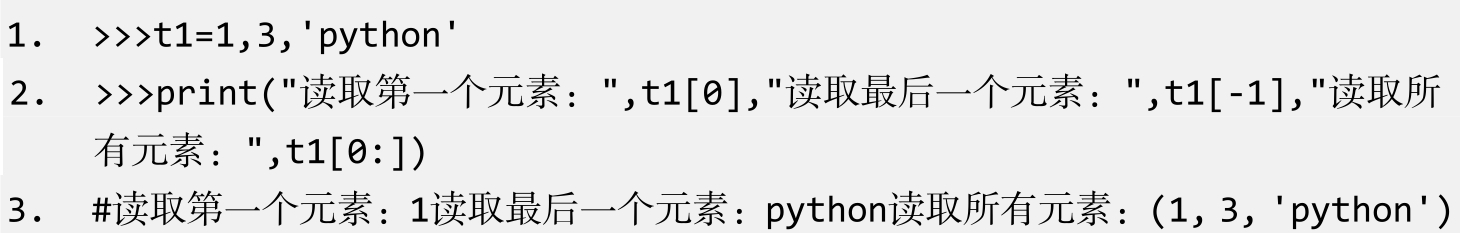 1. >>>t1=1,3,'python'
2. >>>print("读取第一个元素：",t1[0],"读取最后一个元素：",t1[-1],"读取所
有元素：",t1[0:])
3. #读取第一个元素：1读取最后一个元素：python读取所有元素：(1, 3, 'python')